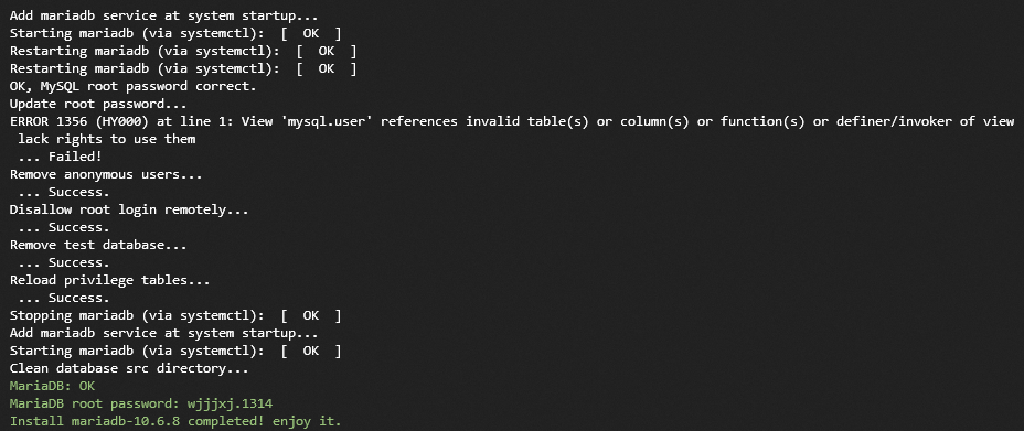 Add mariadb service at system startup...
Starting mariadb (via systemctl):  [  OK  ]
Restarting mariadb (via systemctl):  [  OK  ]
Restarting mariadb (via systemctl):  [  OK  ]
OK, MySQL root password correct.
Update root password...
ERROR 1356 (HY000) at line 1: View 'mysql.user' references invalid table(s) or column(s) or function(s) or definer/invoker of view
 lack rights to use them
 ... Failed!
Remove anonymous users...
 ... Success.
Disallow root login remotely...
 ... Success.
Remove test database...
 ... Success.
Reload privilege tables...
 ... Success.
Stopping mariadb (via systemctl):  [  OK  ]
Add mariadb service at system startup...
Starting mariadb (via systemctl):  [  OK  ]
Clean database src directory...
MariaDB: OK
MariaDB root password: wjjjxj.1314
Install mariadb-10.6.8 completed! enjoy it.